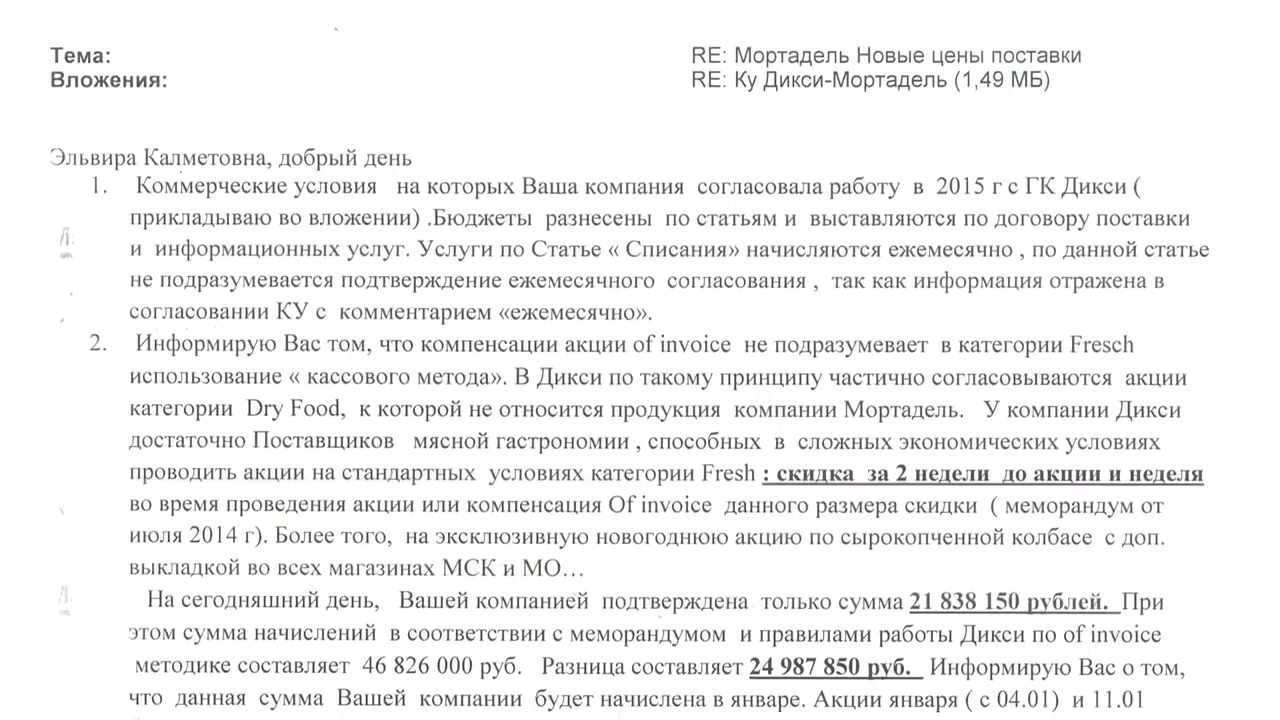 Тема: RE: Мортадель Новые цены поставки
Вложения: RE: Ку Дикси-Мортадель (1,49 МБ)
Эльвира Калметовна, добрый день
1. Коммерческие условия на которых Ваша компания согласовала работу в 2015 г с ГК Дикси (
прикладываю во вложении) .Бюджеты разнесены по статьям и выставляются по договору поставки
и информационных услуг. Услуги по Статье « Списания» начисляются ежемесячно , по данной статье
не подразумевается подтверждение ежемесячного согласования , так как информация отражена в
согласовании КУ с комментарием «ежемесячно».
2. Информирую Вас том, что компенсации акции of invoice не подразумевает в категории Fresch
использование « кассового метода». В Дикси по такому принципу частично согласовываются акции
категории Dry Food, к которой не относится продукция компании Мортадель. У компании Дикси
достаточно Поставщиков мясной гастрономии , способных в сложных экономических условиях
проводить акции на стандартных условиях категории Fresh : скидка за 2 недели до акции и неделя
во время проведения акции или компенсация Of invoice данного размера скидки ( меморандум от
июля 2014 г). Более того, на эксклюзивную новогоднюю акцию по сырокопченной колбасе с доп.
выкладкой во всех магазинах МСК и МО…
На сегодняшний день, Вашей компанией подтверждена только сумма 21 838 150 рублей. При
этом сумма начислений в соответствии с меморандумом и правилами работы Дикси по of invoice
методике составляет 46 826 000 руб. Разница составляет 24 987 850 руб. Информирую Вас о том,
что данная сумма Вашей компании будет начислена в январе. Акции января ( с 04.01) и 11.01